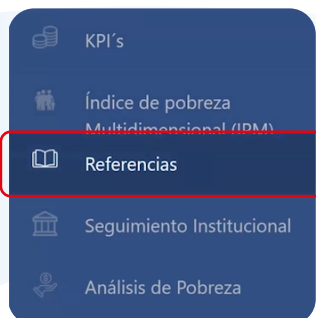 KPI´s
Índice de pobreza
Multidimensional (IPM)
Referencias
Seguimiento Institucional
Análisis de Pobreza